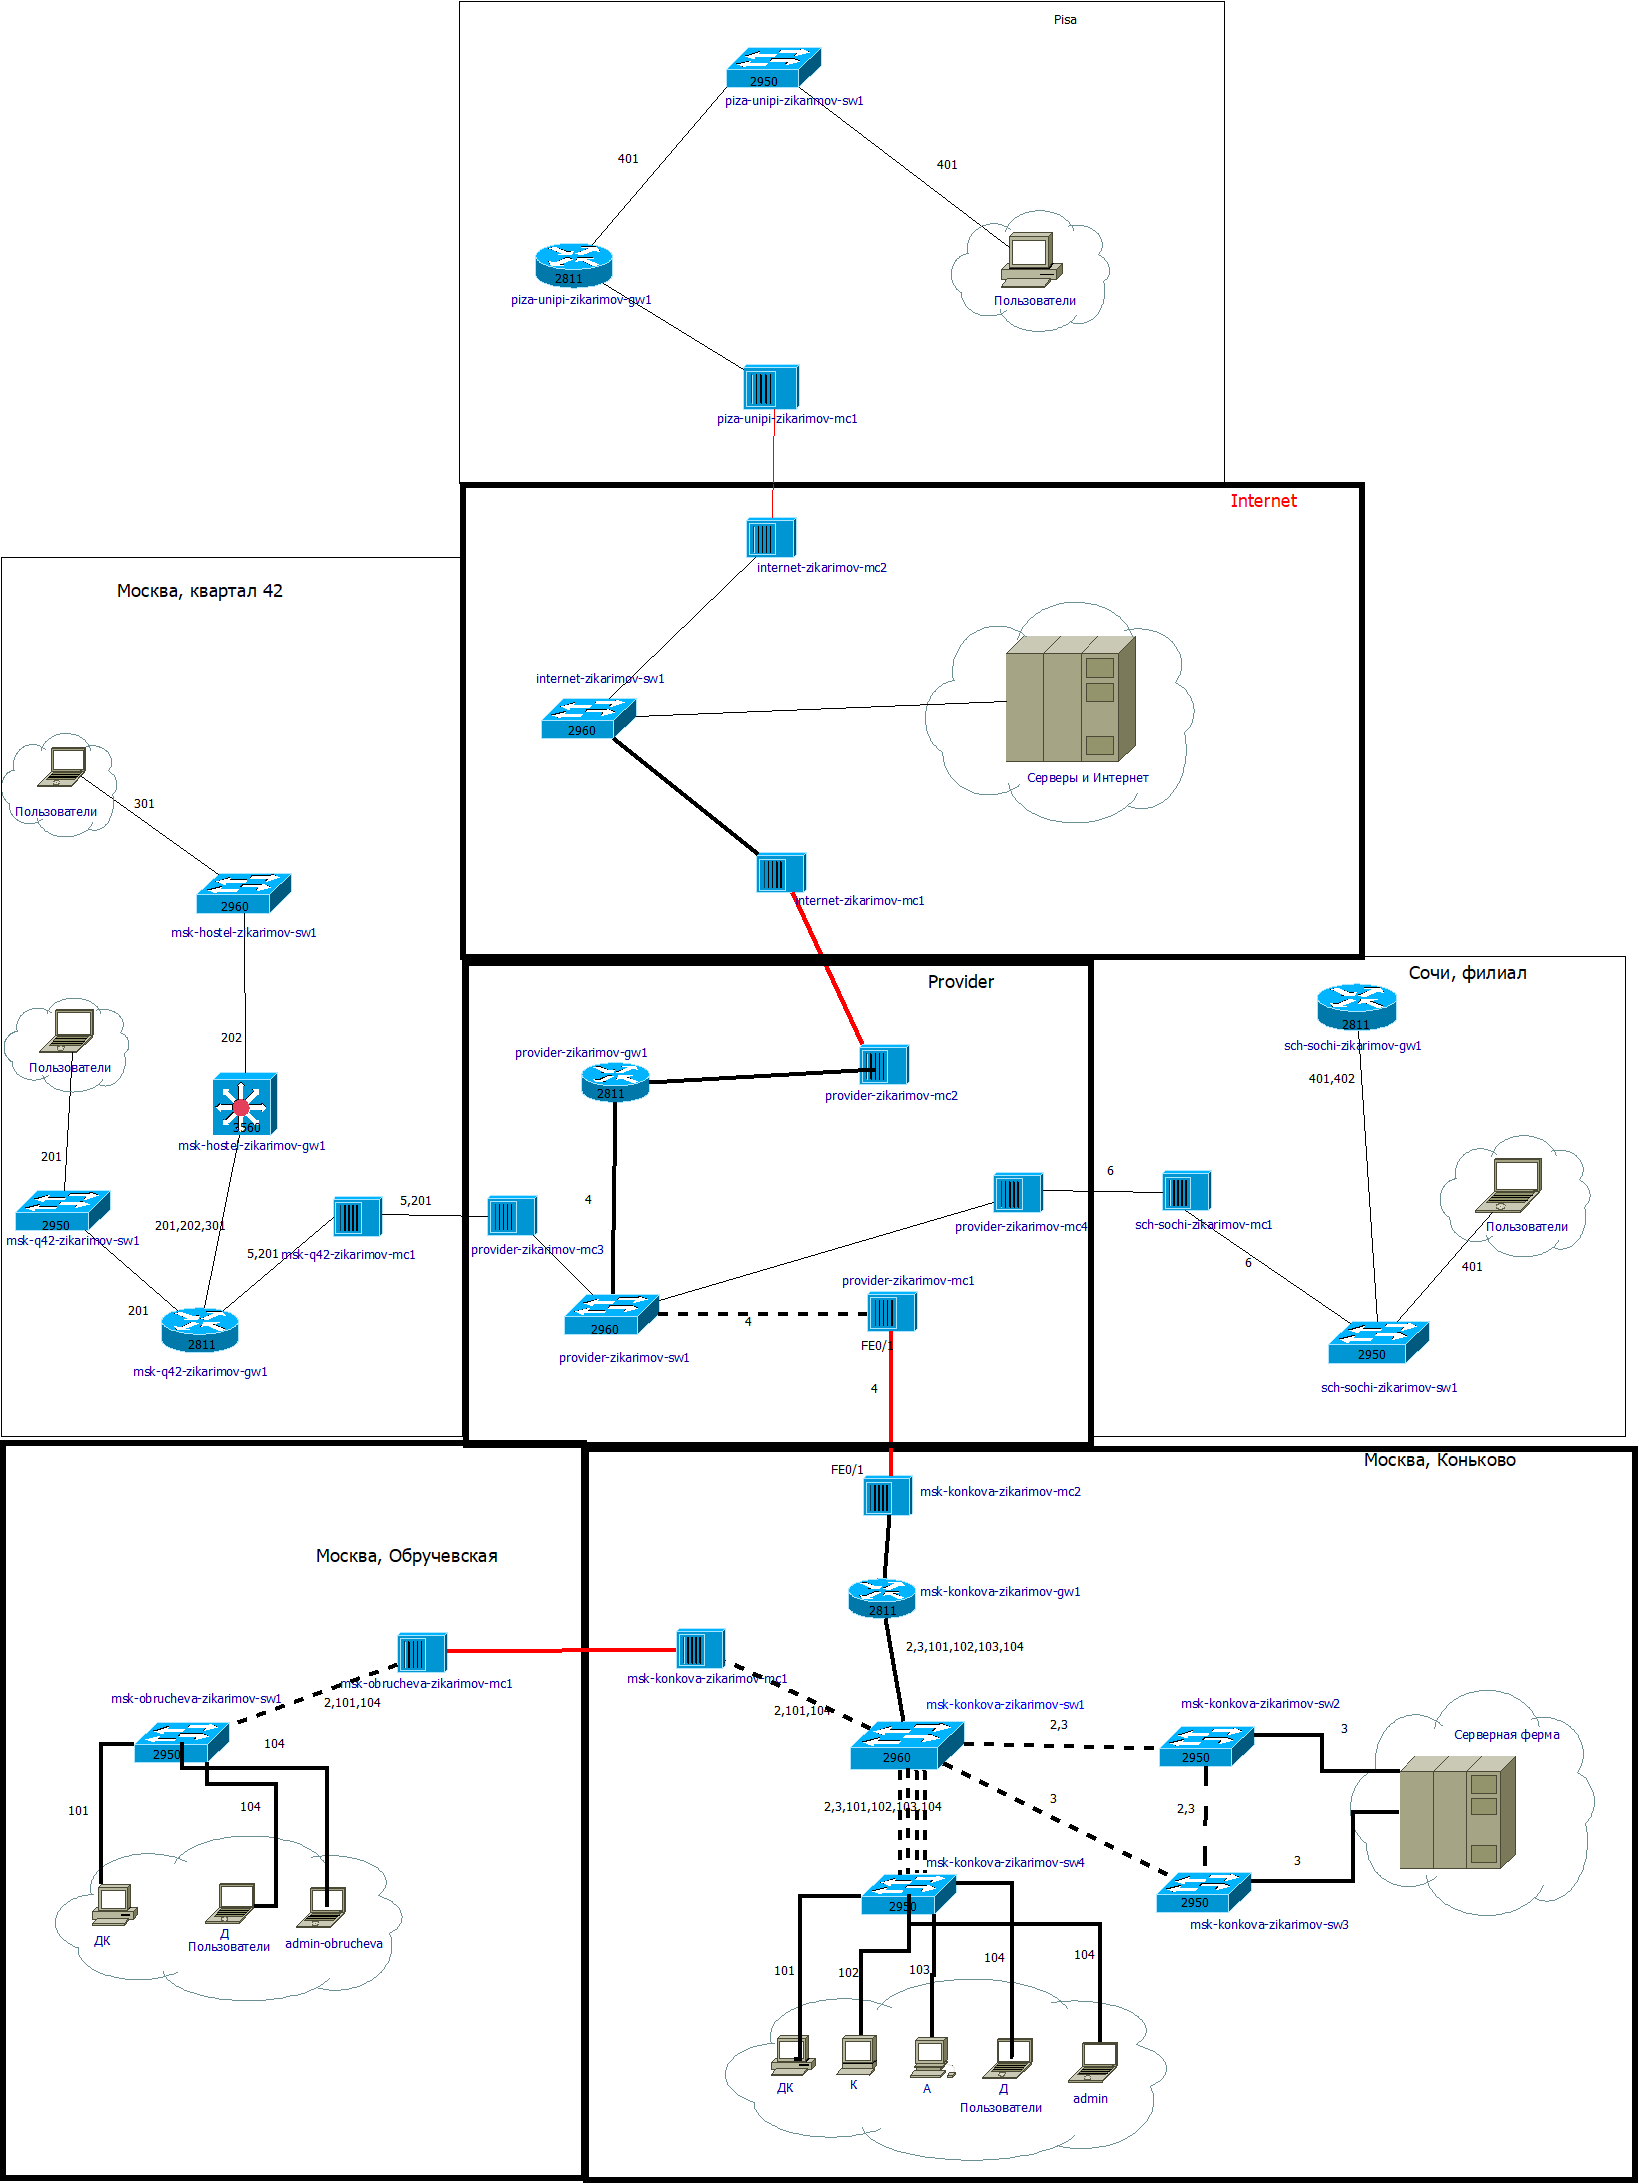 Pisa
2950
piza-unipi-zikarimov-sw1
401
401
2811
piza-unipi-zikarimov-gw1
Пользователи
piza-unipi-zikarimov-mc1
Internet
internet-zikarimov-mc2
internet-zikarimov-sw1
2960
Серверы и Интернет
internet-zikarimov-mc1
Москва, квартал 42
301
Пользователи
2960
msk-hostel-zikarimov-sw1
202
Пользователи
3560
msk-hostel-zikarimov-gw1
201
2950
msk-q42-zikarimov-sw1
201,202,301
5,201
5,201
msk-q42-zikarimov-mc1
201
2811
msk-q42-zikarimov-gw1
Provider
provider-zikarimov-gw1
2811
provider-zikarimov-mc2
4
provider-zikarimov-mc3
provider-zikarimov-mc4
provider-zikarimov-mc1
4
2960
provider-zikarimov-sw1
FE0/1
4
Сочи, филиал
2811
sch-sochi-zikarimov-gw1
401,402
6
sch-sochi-zikarimov-mc1
6
Пользователи
401
2950
sch-sochi-zikarimov-sw1
Москва, Обручевская
msk-obrucheva-zikarimov-mc1
msk-obrucheva-zikarimov-sw1
2,101,104
2950
104
101
104
ДК
Д
Пользователи
admin-obrucheva
Москва, Коньково
FE0/1
msk-konkova-zikarimov-mc2
msk-konkova-zikarimov-gw1
2811
2,3,101,102,103,104
msk-konkova-zikarimov-mc1
2,101,104
msk-konkova-zikarimov-sw1
2960
2,3
msk-konkova-zikarimov-sw2
2950
3
Серверная ферма
3
2,3
2,3,101,102,103,104
msk-konkova-zikarimov-sw4
2950
3
2950
msk-konkova-zikarimov-sw3
101
102
103
104
104
ДК
К
А
Д
Пользователи
admin